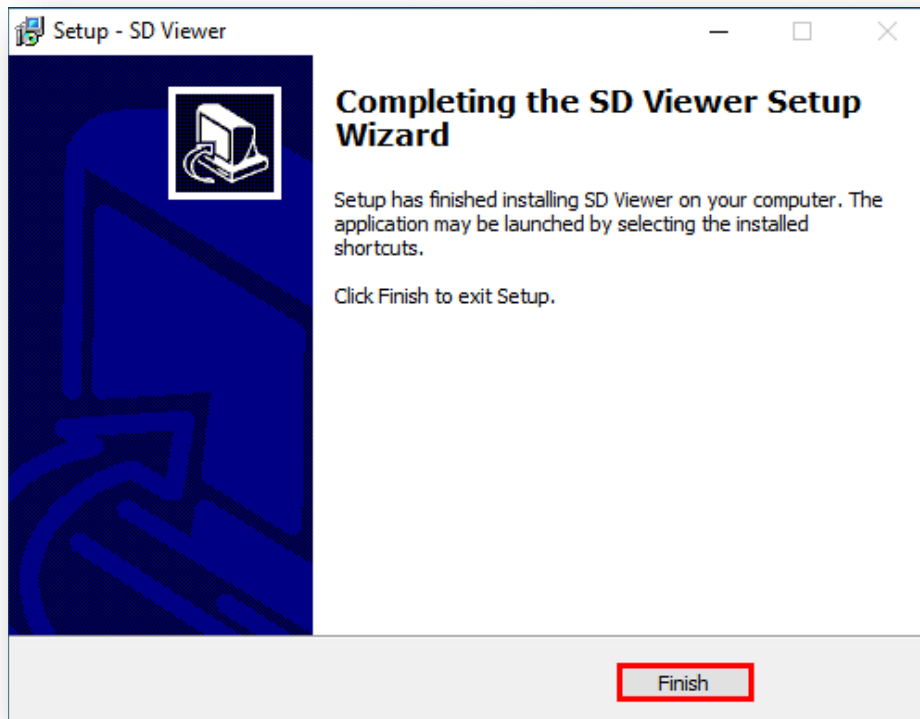 Setup - SD Viewer
Completing the SD Viewer Setup
Wizard
Setup has finished installing SD Viewer on your computer. The
application may be launched by selecting the installed
shortcuts.
Click Finish to exit Setup.
Finish